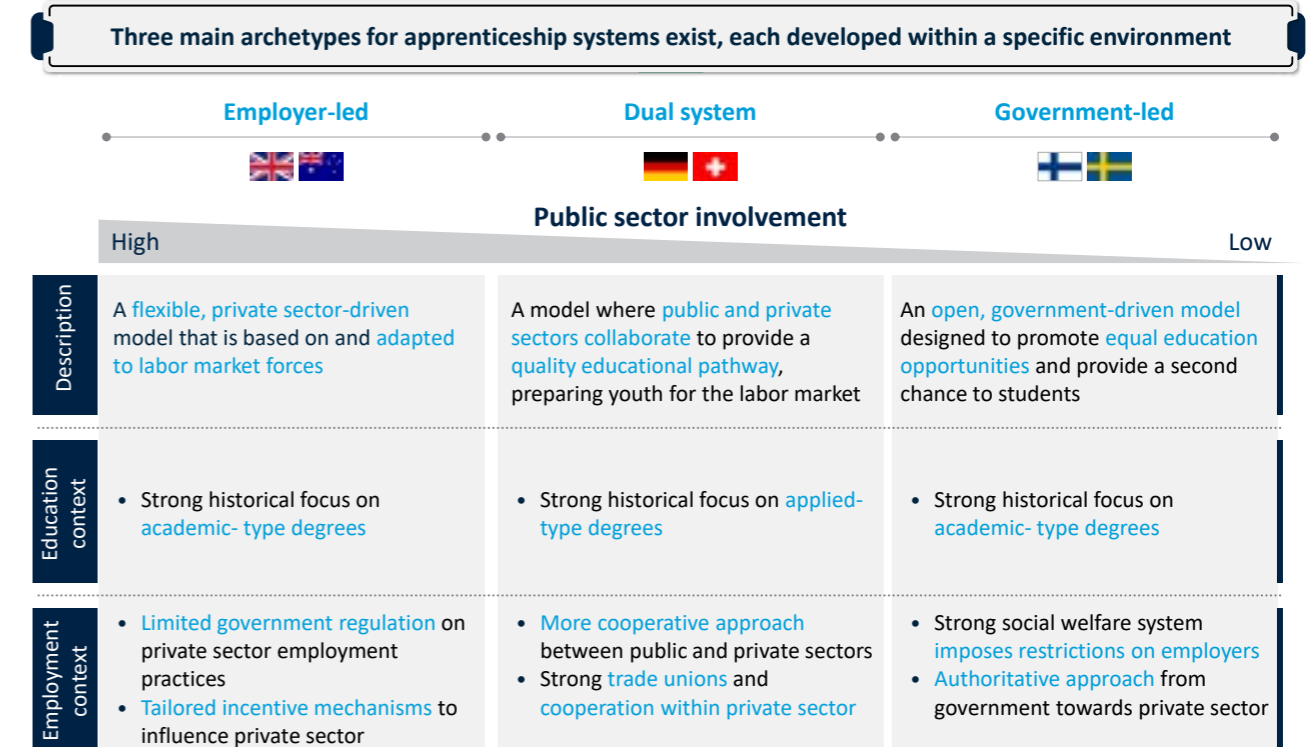 Three main archetypes for apprenticeship systems exist, each developed within a specific environment
Employer-led
Dual system
Government-led
Public sector involvement
High
Low
Description
A flexible, private sector-driven
model that is based on and adapted
to labor market forces
A model where public and private
sectors collaborate to provide a
quality educational pathway,
preparing youth for the labor market
An open, government-driven model
designed to promote equal education
opportunities and provide a second
chance to students
Education
context
• Strong historical focus on
academic- type degrees
• Strong historical focus on applied-
type degrees
• Strong historical focus on
academic- type degrees
Employment
context
• Limited government regulation on
private sector employment
practices
• Tailored incentive mechanisms to
influence private sector
• More cooperative approach
between public and private sectors
• Strong trade unions and
cooperation within private sector
• Strong social welfare system
imposes restrictions on employers
• Authoritative approach from
government towards private sector